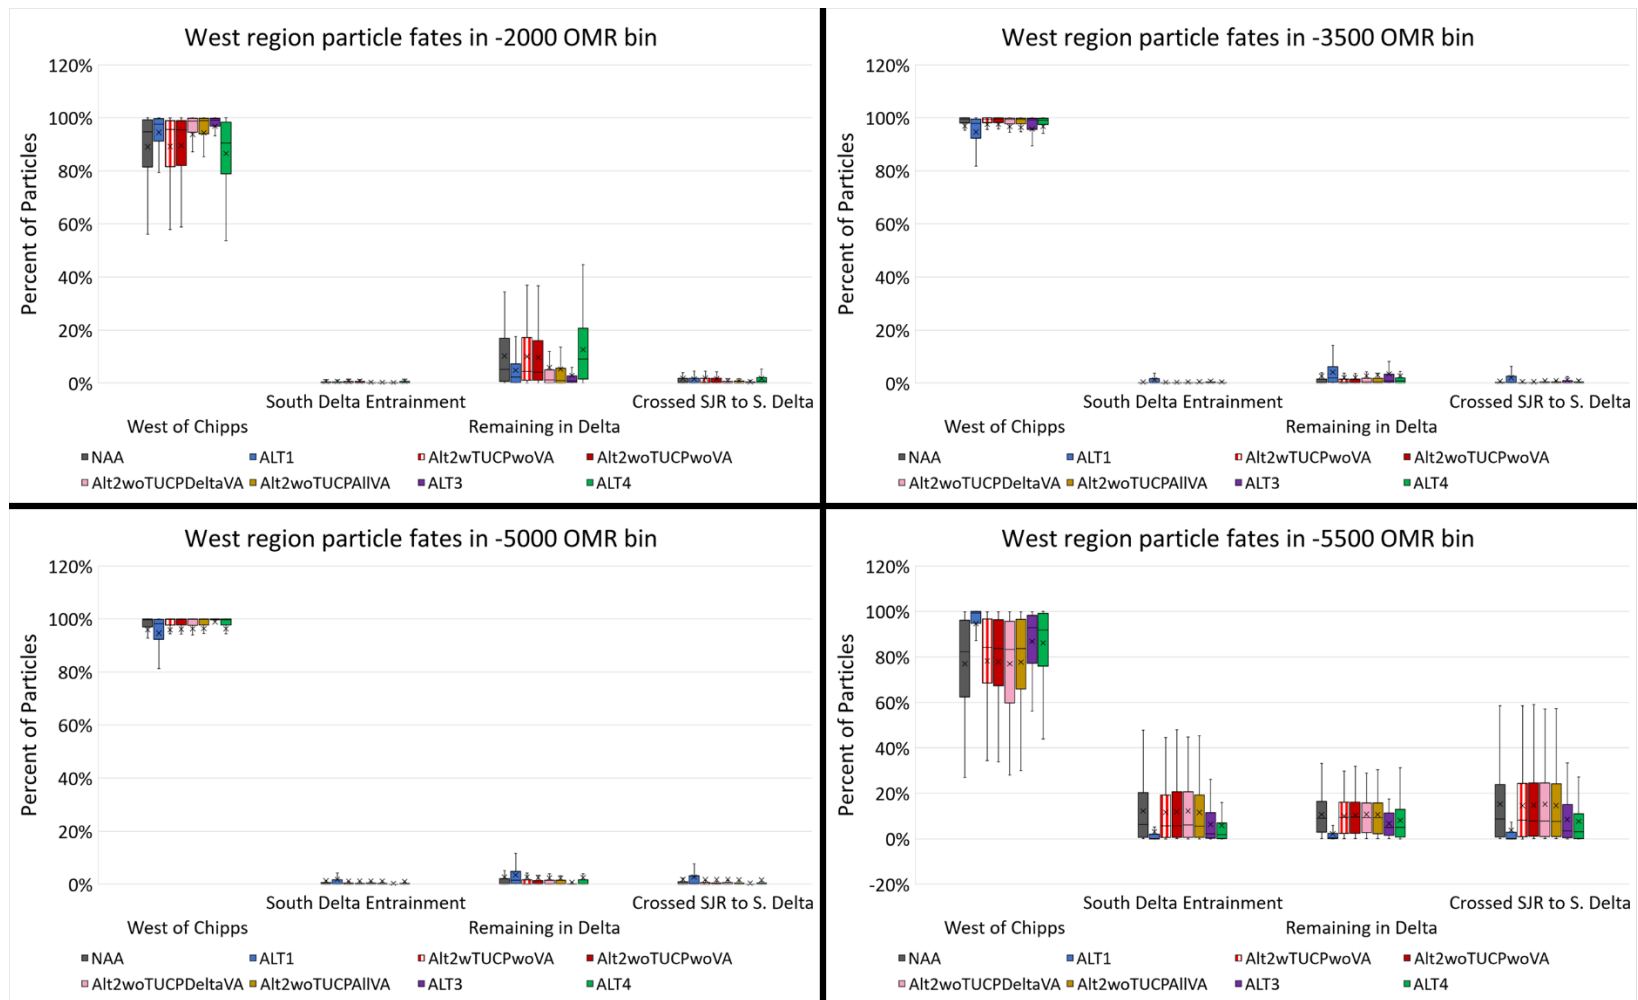 West region particle fates in -2000 OMR bin
Percent of Particles
120%
100%
80%
60%
40%
20%
0%
South Delta Entrainment
Crossed SJR to S. Delta
West of Chipps
Remaining in Delta
NAA
ALT1
Alt2wTUCPwoVA
Alt2woTUCPwoVA
Alt2woTUCPDeltaVA
Alt2woTUCPAllVA
ALT3
ALT4
West region particle fates in -3500 OMR bin
Percent of Particles
120%
100%
80%
60%
40%
20%
0%
South Delta Entrainment
Crossed SJR to S. Delta
West of Chipps
Remaining in Delta
NAA
ALT1
Alt2wTUCPwoVA
Alt2woTUCPwoVA
Alt2woTUCPDeltaVA
Alt2woTUCPAllVA
ALT3
ALT4
West region particle fates in -5000 OMR bin
Percent of Particles
120%
100%
80%
60%
40%
20%
0%
South Delta Entrainment
Crossed SJR to S. Delta
West of Chipps
Remaining in Delta
NAA
ALT1
Alt2wTUCPwoVA
Alt2woTUCPwoVA
Alt2woTUCPDeltaVA
Alt2woTUCPAllVA
ALT3
ALT4
West region particle fates in -5500 OMR bin
Percent of Particles
120%
100%
80%
60%
40%
20%
0%
-20%
South Delta Entrainment
Crossed SJR to S. Delta
West of Chipps
Remaining in Delta
NAA
ALT1
Alt2wTUCPwoVA
Alt2woTUCPwoVA
Alt2woTUCPDeltaVA
Alt2woTUCPAllVA
ALT3
ALT4